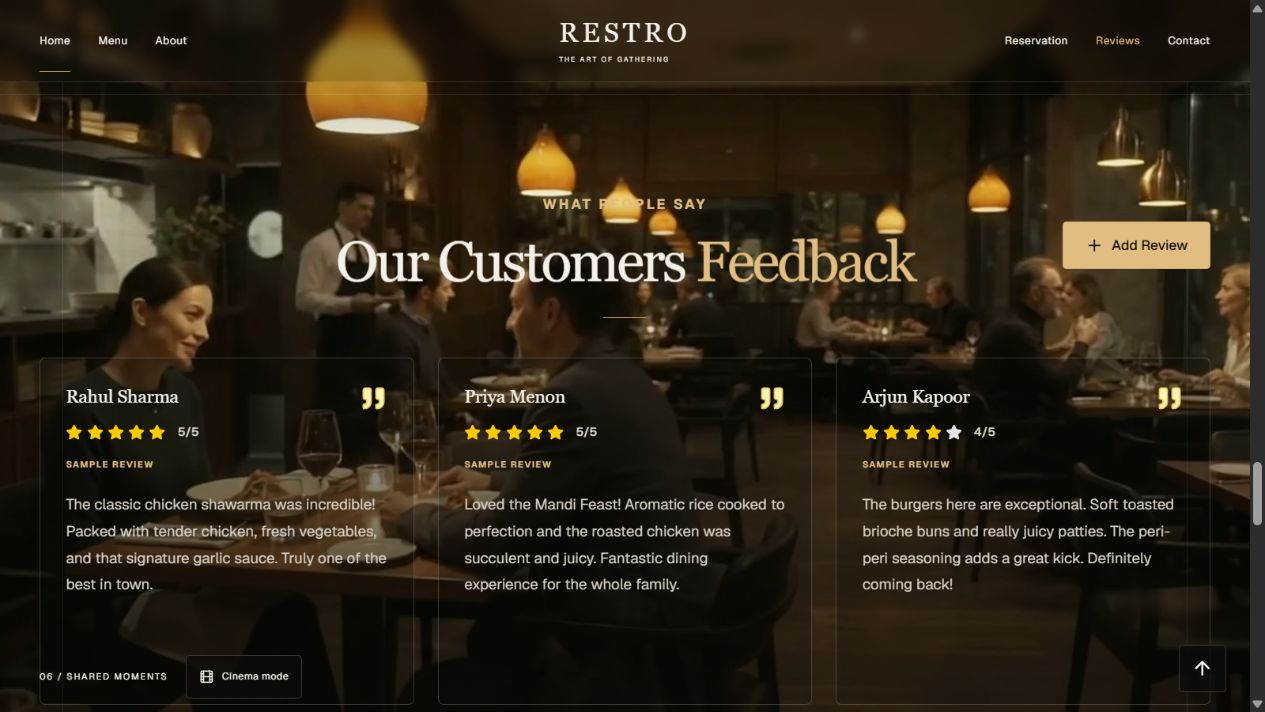 Home
Menu
About
RESTRO
THE ART OF GATHERING
Reservation
Reviews
Contact
WHAT PEOPLE SAY
Our Customers Feedback
+ Add Review
Rahul Sharma
5/5
SAMPLE REVIEW
The classic chicken shawarma was incredible!
Packed with tender chicken, fresh vegetables,
and that signature garlic sauce. Truly one of the
best in town.
Priya Menon
5/5
SAMPLE REVIEW
Loved the Mandi Feast! Aromatic rice cooked to
perfection and the roasted chicken was
succulent and juicy. Fantastic dining
experience for the whole family.
Arjun Kapoor
4/5
SAMPLE REVIEW
The burgers here are exceptional. Soft toasted
brioche buns and really juicy patties. The peri-
peri seasoning adds a great kick. Definitely
coming back!
06 / SHARED MOMENTS
Cinema mode